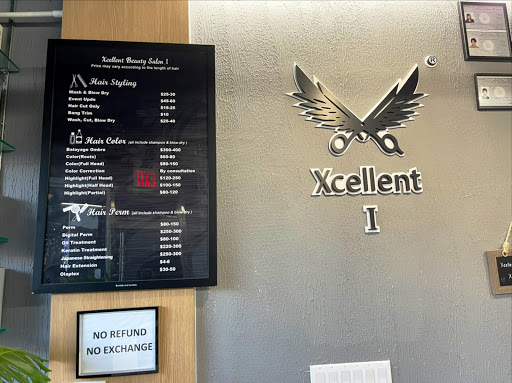 Xcellent Beauty Salon I
Price may vary according to the length of hair
Hair Styling
Wash & Blow Dry $25-30
Event Updo $45-60
Hair Cut Only $15-25
Bang Trim $10
Wash, Cut, Blow Dry $25-40
Hair Color (all include shampoo & blow dry)
Balayage Ombre $300-400
Color(Roots) $60-80
Color(Full Head) $80-150
Color Correction By consultation
Highlight(Full Head) $120-250
Highlight(Half Head) $100-150
Highlight(Partial) $80-120
Hair Perm (all include shampoo & blow dry)
Perm $80-150
Digital Perm $200-300
Oil Treatment $80-100
Keratin Treatment $220-300
Japanese Straightening $250-300
Hair Extension $4-6
Olaplex $30-50
NO REFUND
NO EXCHANGE
®
Xcellent
I